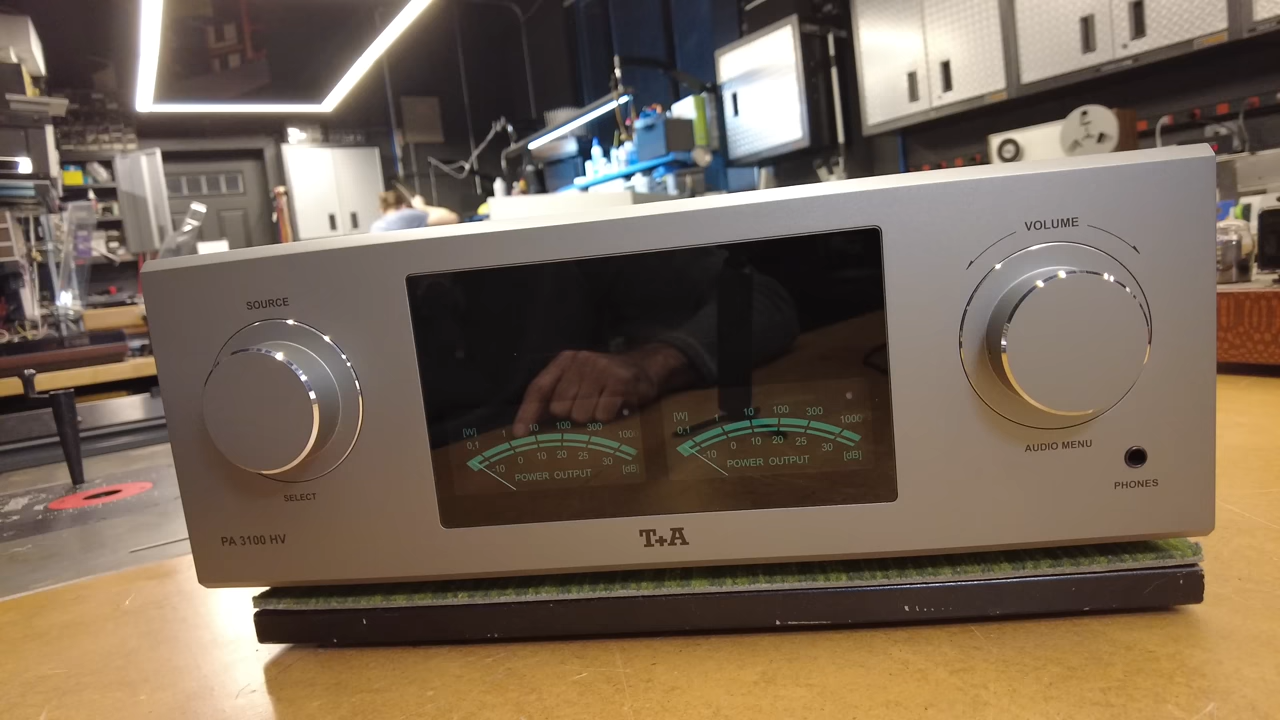 SOURCE
SELECT
PA 3100 HV
[W]
0,1 1 10 100 300 100
-10 0 10 20 25 30 [dB]
POWER OUTPUT
[W]
0,1 1 10 100 300 1000
-10 0 10 20 25 30 [dB]
POWER OUTPUT
T+A
VOLUME
AUDIO MENU
PHONES